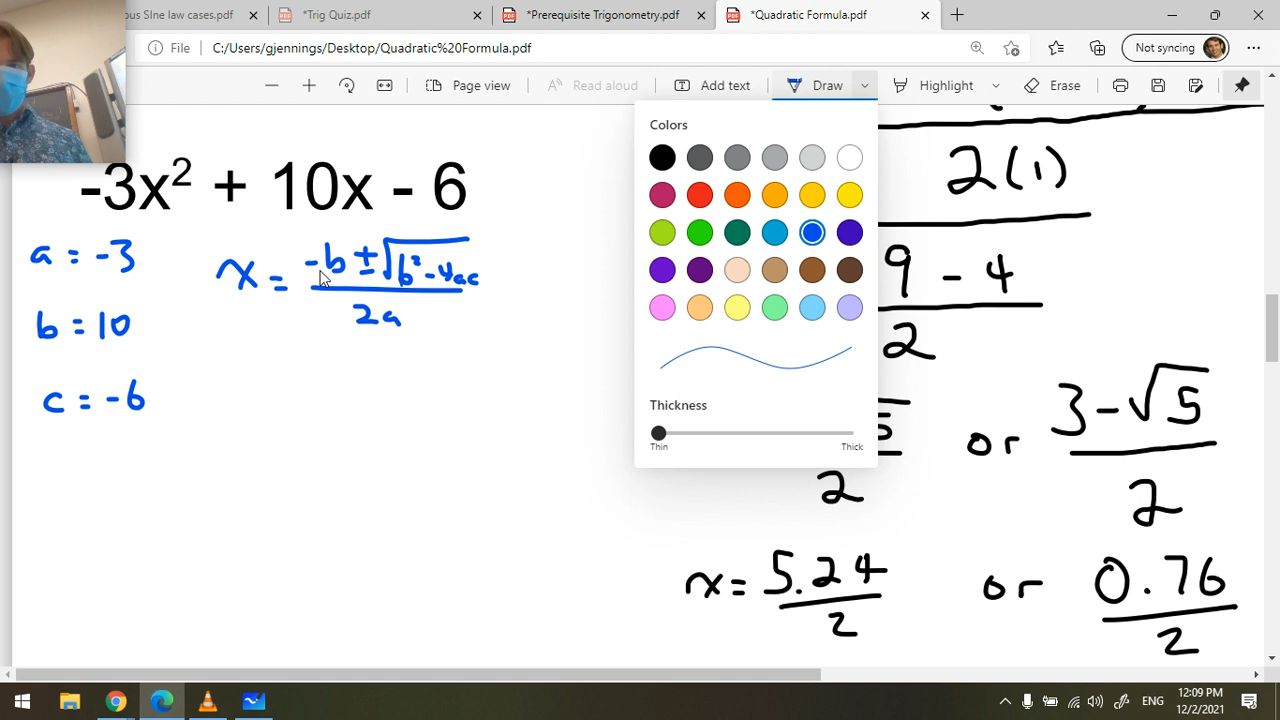 ous SIne law cases.pdf
*Trig Quiz.pdf
*Prerequisite Trigonometry.pdf
*Quadratic Formula.pdf
File
C:/Users/gjennings/Desktop/Quadratic%20Formula.pdf
Not syncing
Page view
Read aloud
Add text
Draw
Highlight
Erase
Colors
Thickness
Thin
Thick
-3x² + 10x - 6
a = -3
b = 10
c = -6
x = -b ± √b² - 4ac
2a
2(1)
9 - 4
2
5
2
or
3 - √5
2
x = 5.24
2
or
0.76
2
ENG
12:09 PM
12/2/2021